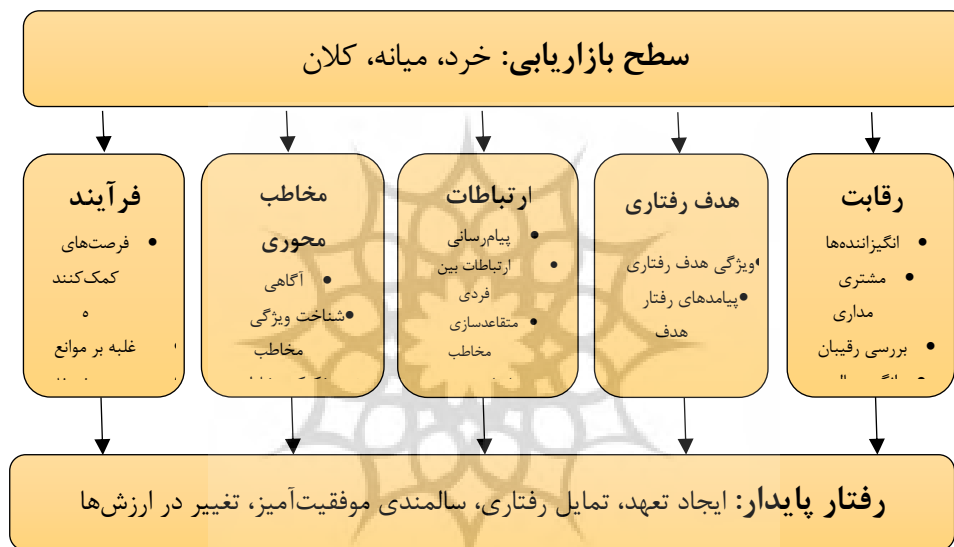 سطح بازاریابی: خرد، میانه، کلان
رقابت
• انگیزاننده‌ها
• مشتری
مداری
• بررسی رقیبان
هدف رفتاری
• ویژگی هدف رفتاری
• پیامدهای رفتار
هدف
ارتباطات
• پیام‌رسانی
• ارتباطات بین
فردی
• متقاعدسازی
مخاطب
مخاطب
محوری
• آگاهی
• شناخت ویژگی
مخاطب
فرآیند
• فرصت‌های
کمک‌کنند
ه
• غلبه بر موانع
رفتار پایدار: ایجاد تعهد، تمایل رفتاری، سالمندی موفقیت‌آمیز، تغییر در ارزش‌ها